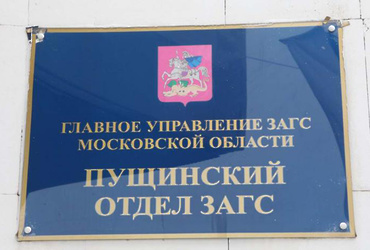 ГЛАВНОЕ УПРАВЛЕНИЕ ЗАГС
МОСКОВСКОЙ ОБЛАСТИ
ПУЩИНСКИЙ
ОТДЕЛ ЗАГС